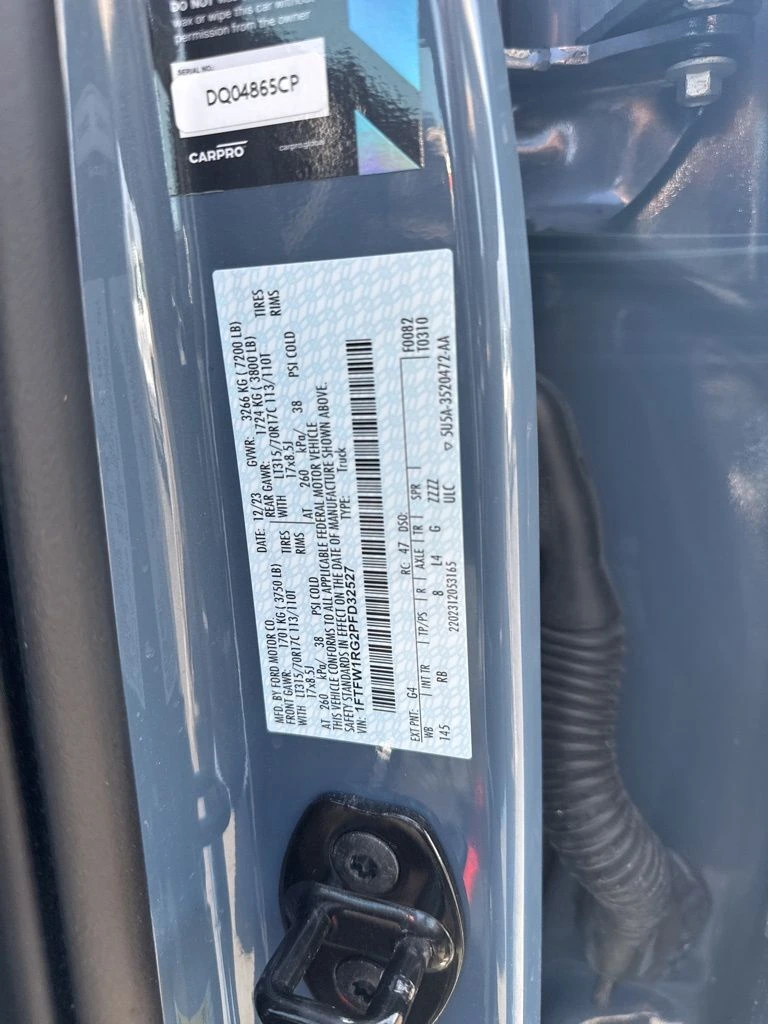 DO NOT
wax or wipe this car without
permission from the owner
SERIAL NO:
DQ04865CP
CARPRO
carpro.global
MFD. BY FORD MOTOR CO.
DATE: 12/23 GVWR: 3266 KG ( 7200 LB)
FRONT GAWR: 1701 KG ( 3750 LB) REAR GAWR: 1724 KG ( 3800 LB)
WITH LT315/70R17C 113/110T TIRES WITH LT315/70R17C 113/110T TIRES
17x8.5J RIMS 17x8.5J RIMS
AT 260 kPa/ 38 PSI COLD AT 260 kPa/ 38 PSI COLD
THIS VEHICLE CONFORMS TO ALL APPLICABLE FEDERAL MOTOR VEHICLE
SAFETY STANDARDS IN EFFECT ON THE DATE OF MANUFACTURE SHOWN ABOVE.
VIN: 1FTFW1RG2PFD32527 TYPE: Truck
EXT PNT: G4 RC: 47 DSO: F0082
WB INT TR TP/PS R AXLE TR SPR T0310
145 RB 8 L4 G ZZZZ
2202312053165 ULC 5U5A-3520472-AA